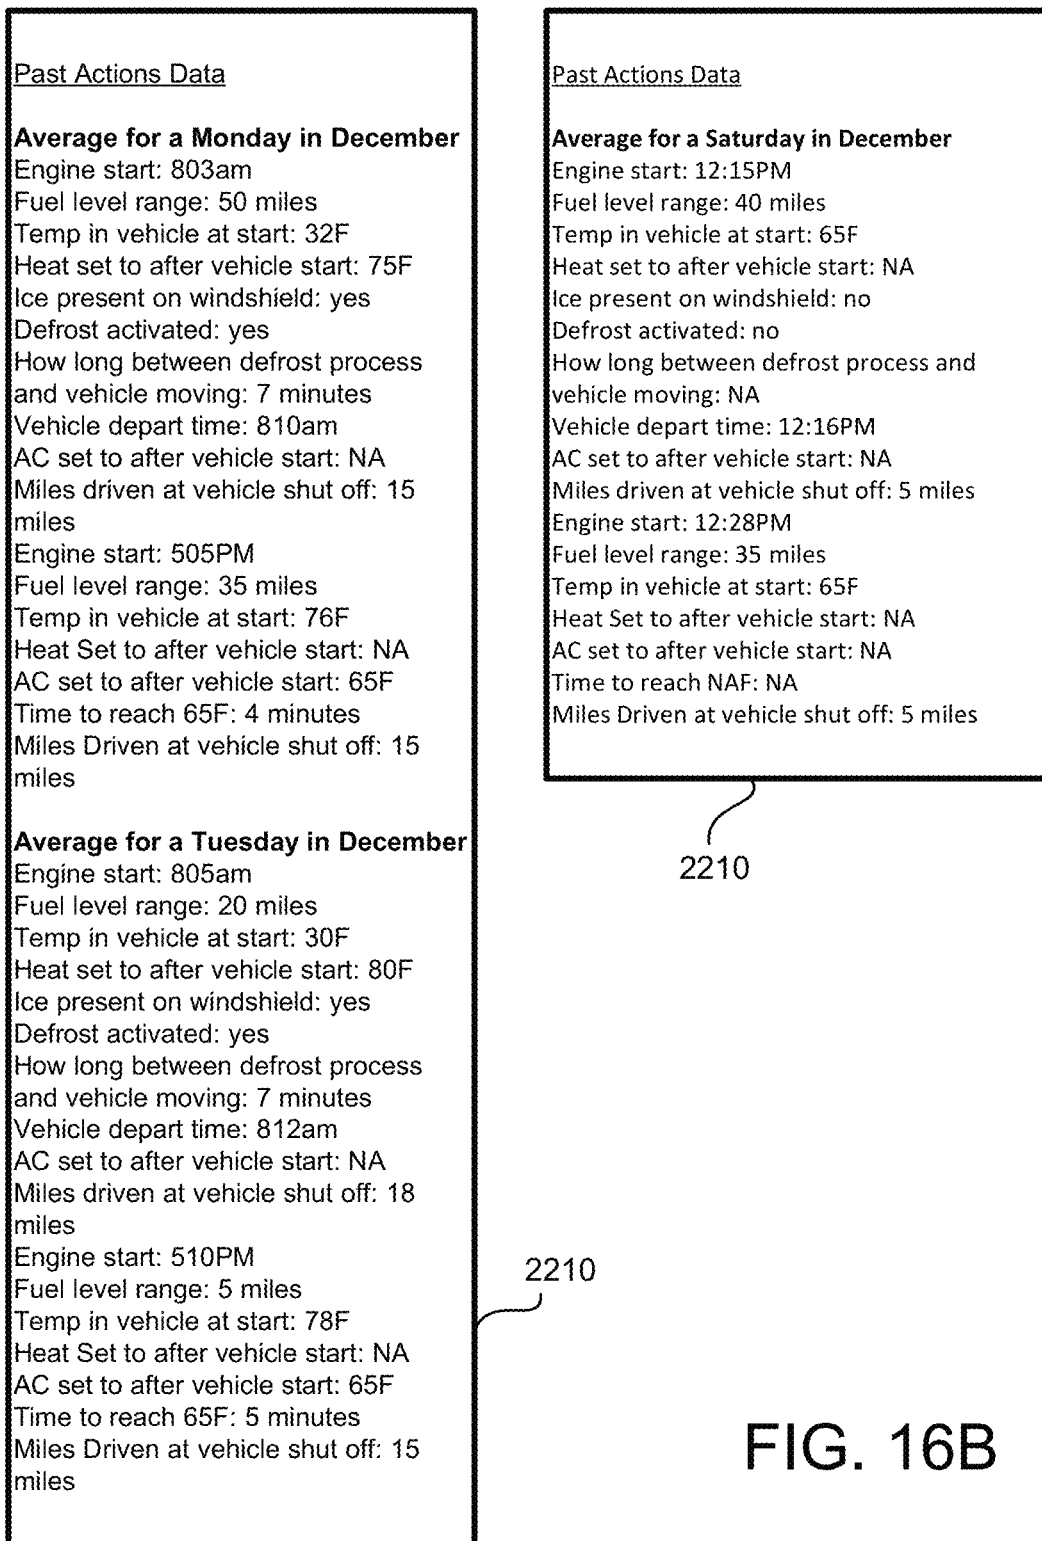 Past Actions Data
Average for a Monday in December
Engine start: 803am
Fuel level range: 50 miles
Temp in vehicle at start: 32F
Heat set to after vehicle start: 75F
Ice present on windshield: yes
Defrost activated: yes
How long between defrost process
and vehicle moving: 7 minutes
Vehicle depart time: 810am
AC set to after vehicle start: NA
Miles driven at vehicle shut off: 15
miles
Engine start: 505PM
Fuel level range: 35 miles
Temp in vehicle at start: 76F
Heat Set to after vehicle start: NA
AC set to after vehicle start: 65F
Time to reach 65F: 4 minutes
Miles Driven at vehicle shut off: 15
miles
Average for a Tuesday in December
Engine start: 805am
Fuel level range: 20 miles
Temp in vehicle at start: 30F
Heat set to after vehicle start: 80F
Ice present on windshield: yes
Defrost activated: yes
How long between defrost process
and vehicle moving: 7 minutes
Vehicle depart time: 812am
AC set to after vehicle start: NA
Miles driven at vehicle shut off: 18
miles
Engine start: 510PM
Fuel level range: 5 miles
Temp in vehicle at start: 78F
Heat Set to after vehicle start: NA
AC set to after vehicle start: 65F
Time to reach 65F: 5 minutes
Miles Driven at vehicle shut off: 15
miles
2210
Past Actions Data
Average for a Saturday in December
Engine start: 12:15PM
Fuel level range: 40 miles
Temp in vehicle at start: 65F
Heat set to after vehicle start: NA
Ice present on windshield: no
Defrost activated: no
How long between defrost process and
vehicle moving: NA
Vehicle depart time: 12:16PM
AC set to after vehicle start: NA
Miles driven at vehicle shut off: 5 miles
Engine start: 12:28PM
Fuel level range: 35 miles
Temp in vehicle at start: 65F
Heat Set to after vehicle start: NA
AC set to after vehicle start: NA
Time to reach NAF: NA
Miles Driven at vehicle shut off: 5 miles
2210
FIG. 16B